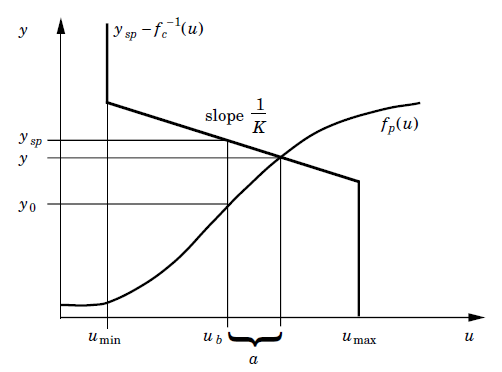 y
y_sp − f_c^{-1}(u)
slope 1/K
f_p(u)
y_sp
y
y_0
u_min
u_b
u_max
u
a